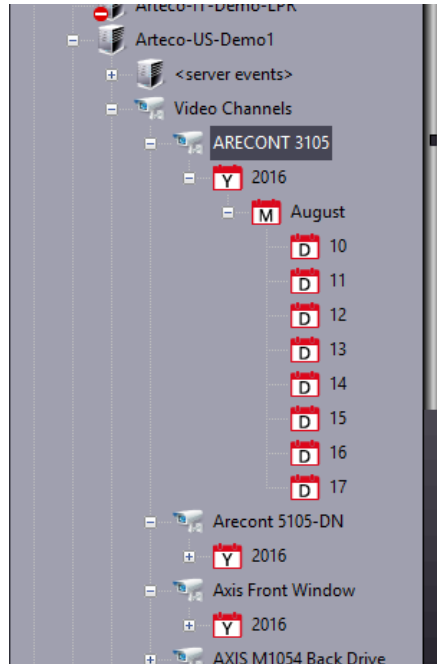 Arteco-IT-Demo-LPR
Arteco-US-Demo1
<server events>
Video Channels
ARECONT 3105
Y 2016
M August
D 10
D 11
D 12
D 13
D 14
D 15
D 16
D 17
Arecont 5105-DN
Y 2016
Axis Front Window
Y 2016
AXIS M1054 Back Drive